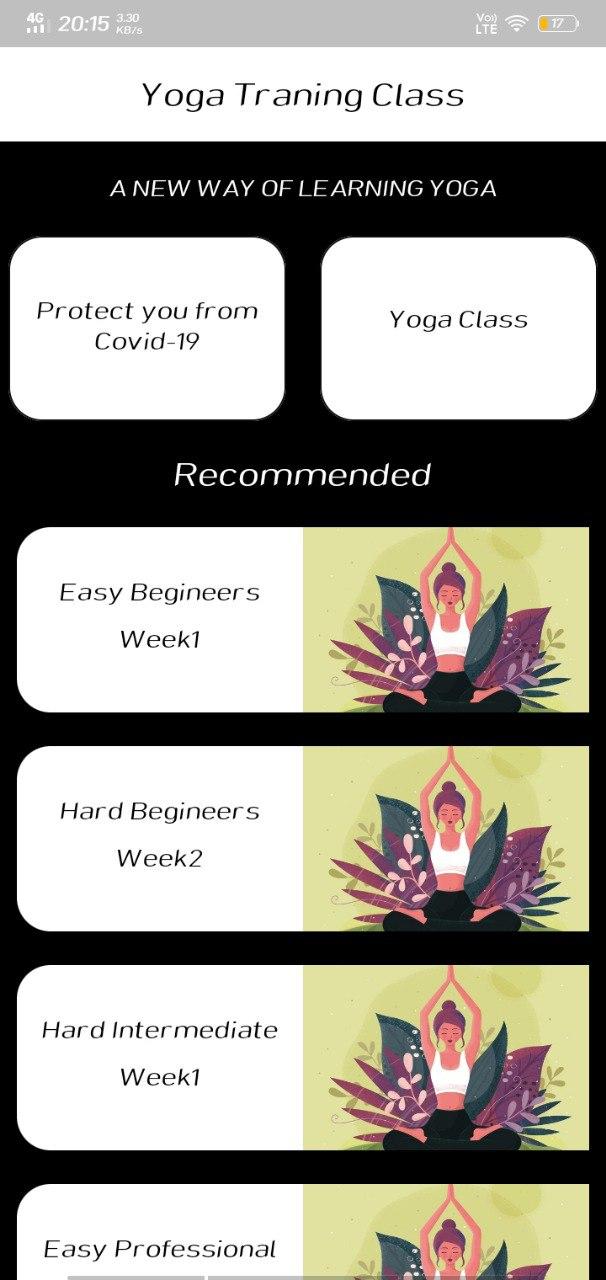 4G 20:15 3.30 KB/s Vo)) LTE 17
Yoga Traning Class
A NEW WAY OF LEARNING YOGA
Protect you from
Covid-19
Yoga Class
Recommended
Easy Begineers
Week1
Hard Begineers
Week2
Hard Intermediate
Week1
Easy Professional